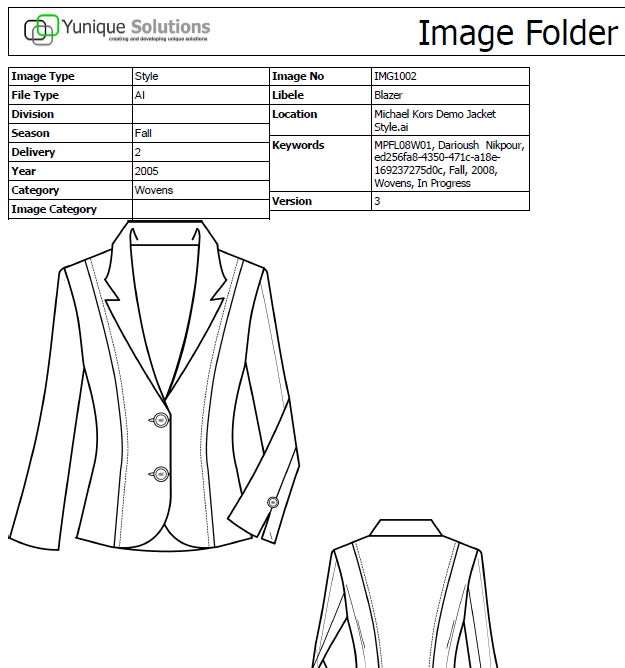 Yunique Solutions
creating and developing unique solutions
Image Folder
Image Type Style
File Type AI
Division
Season Fall
Delivery 2
Year 2005
Category Wovens
Image Category
Image No IMG1002
Libele Blazer
Location Michael Kors Demo Jacket
Style.ai
Keywords MPFL08W01, Darioush Nikpour,
ed256fa8-4350-471c-a18e-
169237275d0c, Fall, 2008,
Wovens, In Progress
Version 3